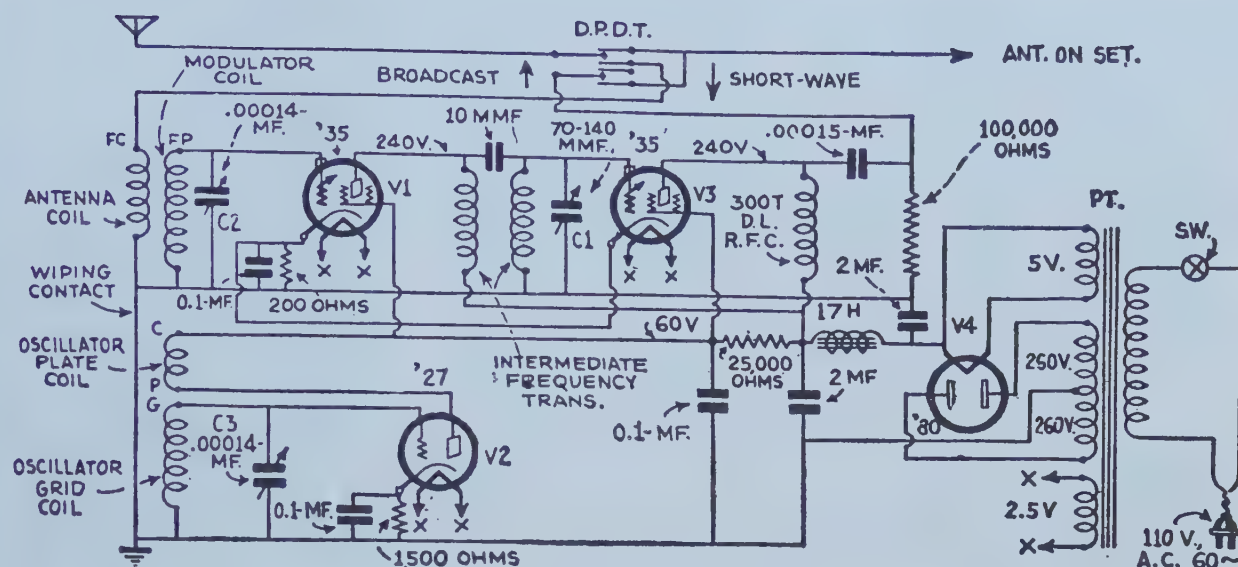 D.P.D.T.
ANT. ON SET.
BROADCAST
SHORT-WAVE
MODULATOR
COIL
.00014-
MF.
10 MMF.
70-140
MMF.
.00015-MF.
100,000
OHMS
FC
FP
'35
240V.
'35
240V.
ANTENNA
COIL
C2
V1
C1
V3
300T
D.L.
R.F.C.
PT.
SW.
5V.
WIPING
CONTACT
0.1-MF.
200 OHMS
2 MF.
17 H
V4
C
60V
OSCILLATOR
PLATE
COIL
P
INTERMEDIATE
FREQUENCY
TRANS.
25,000
OHMS
2 MF
250V.
'27
G
C3
.00014-
MF.
V2
0.1-MF.
'80
260V.
OSCILLATOR
GRID
COIL
0.1-MF.
X X
X X
X X
1500 OHMS
X
2.5V
X
110 V.,
A.C. 60~